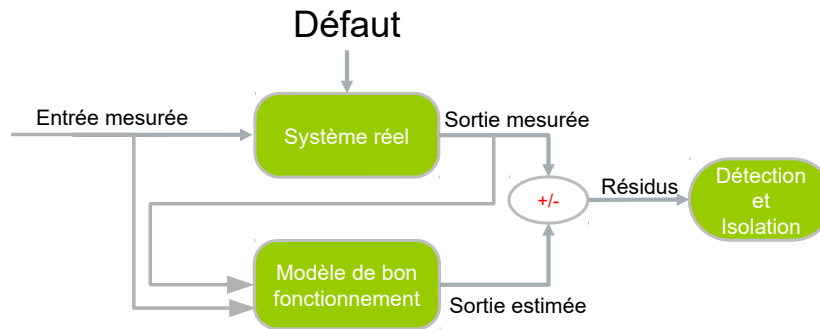 Défaut
Entrée mesurée
Système réel
Sortie mesurée
+/-
Résidus
Détection
et
Isolation
Modèle de bon
fonctionnement
Sortie estimée